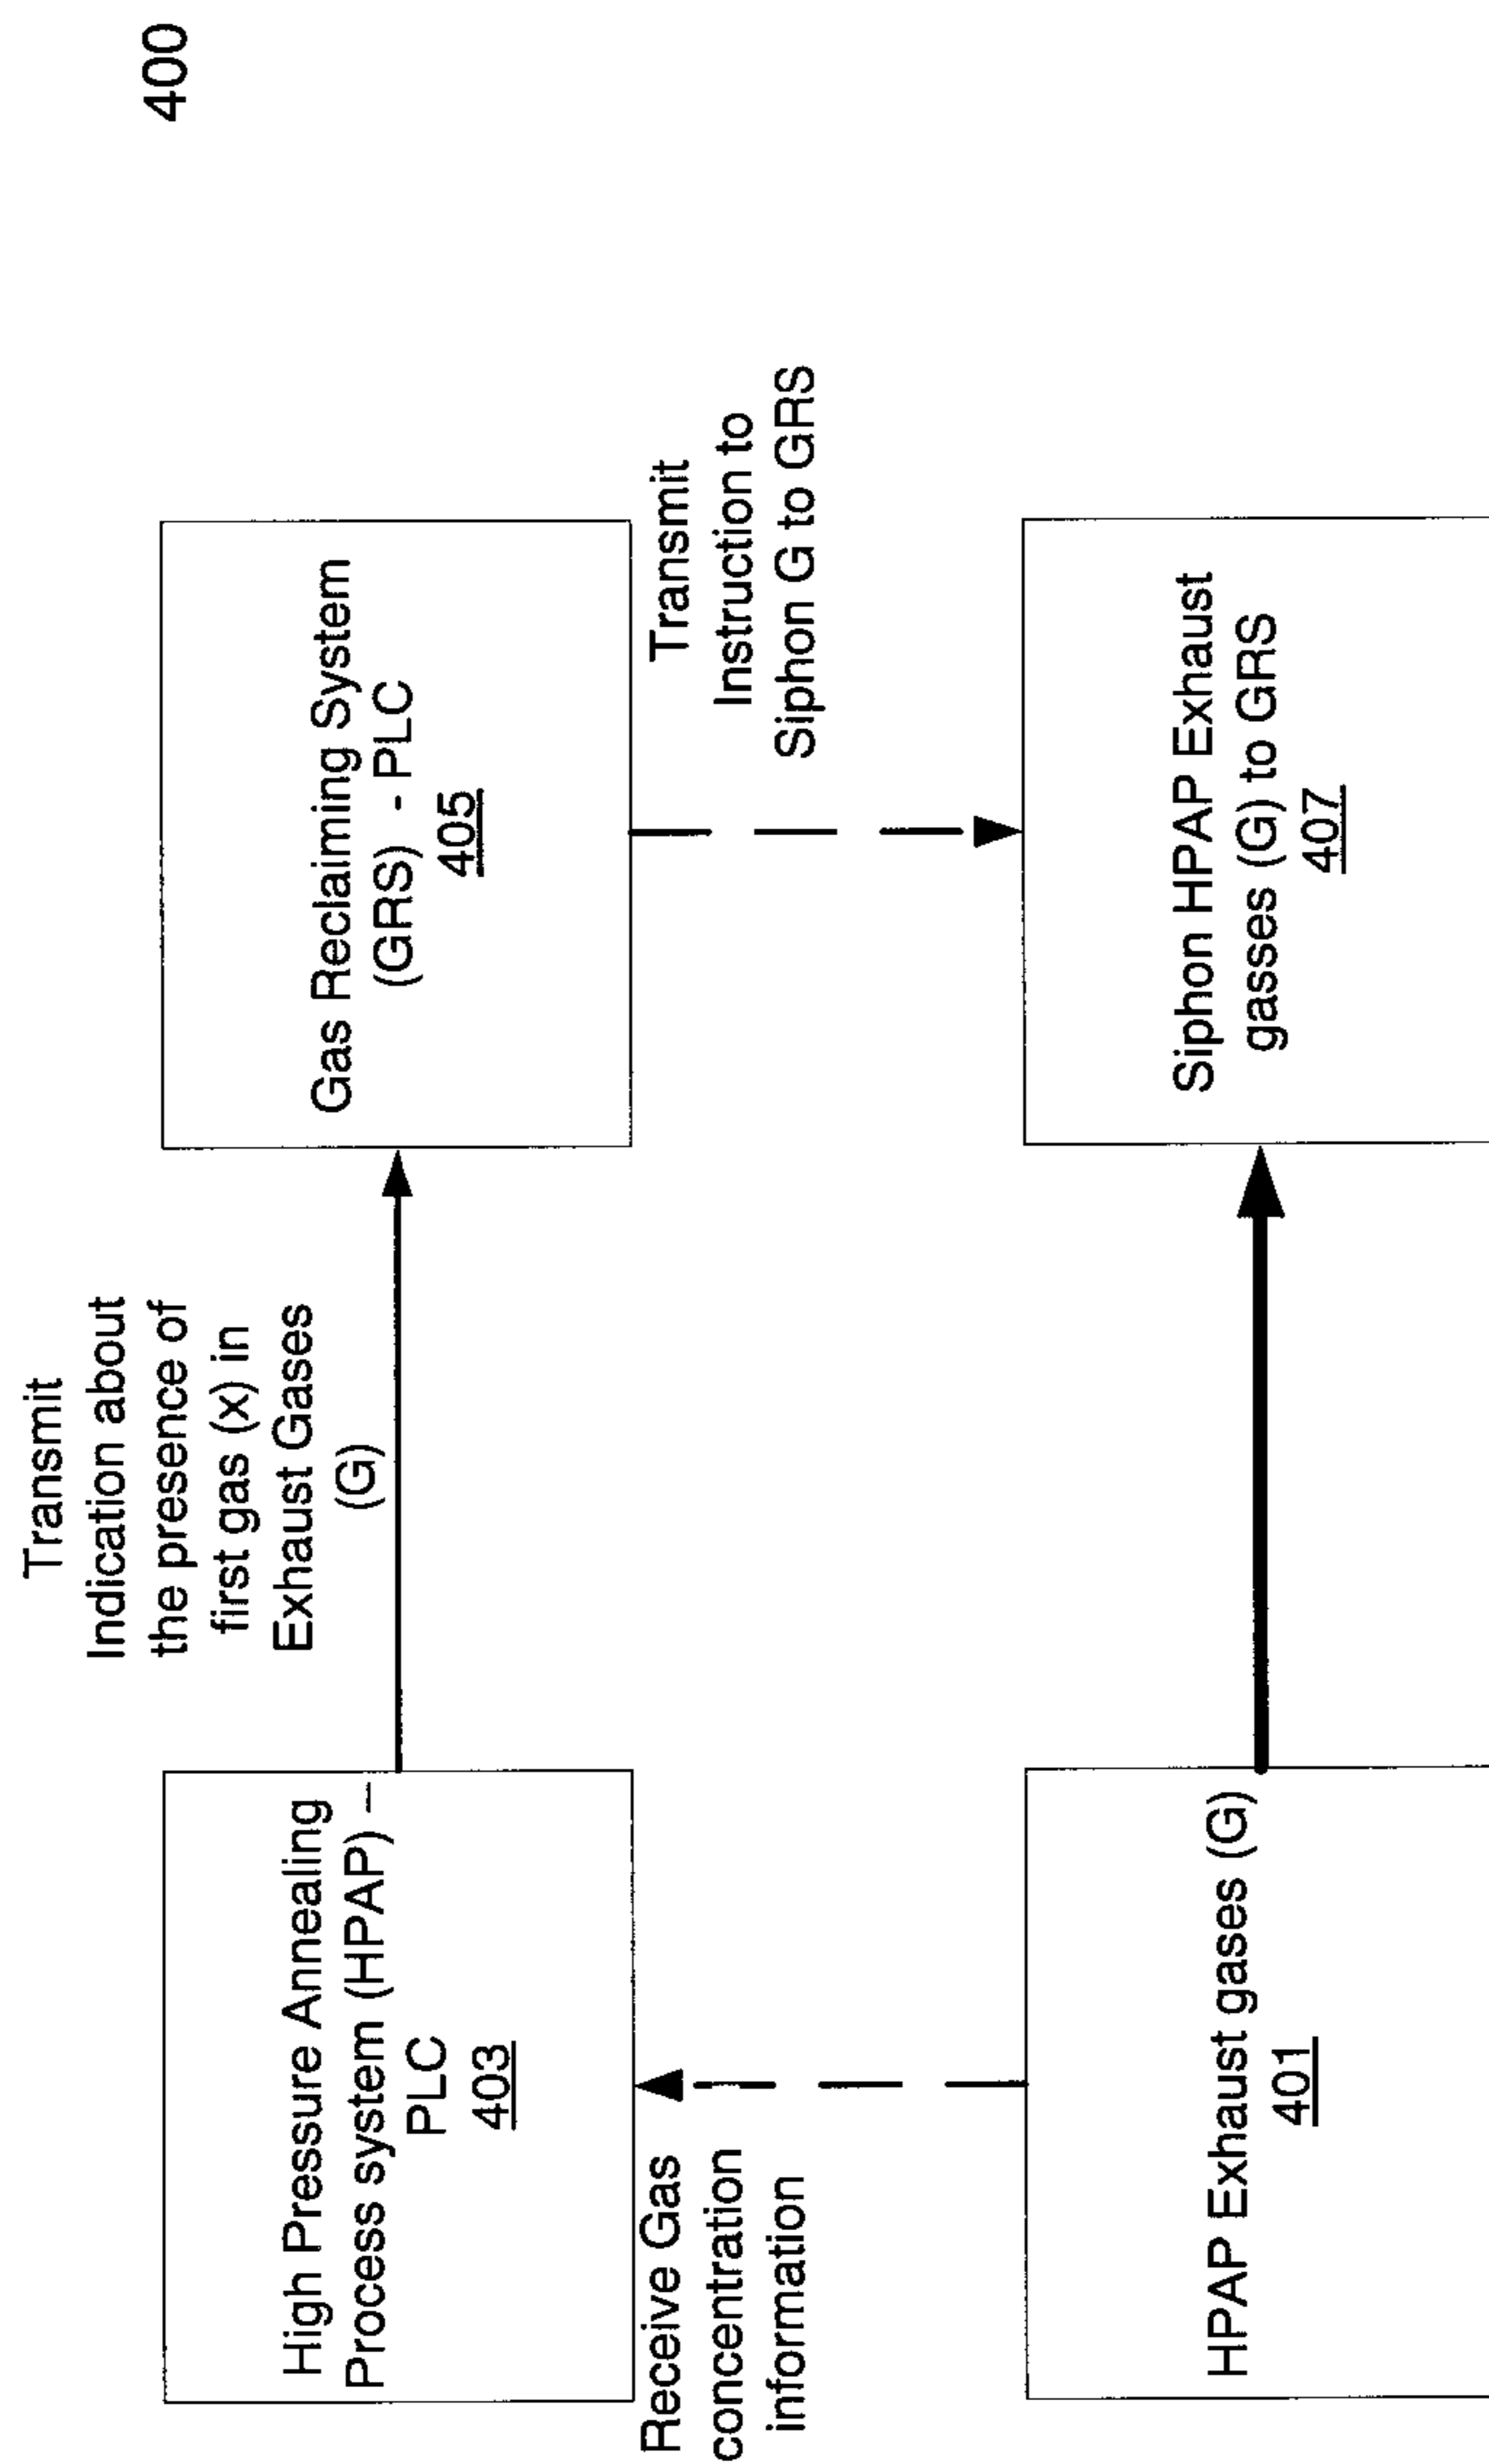 400
Transmit
Indication about
the presence of
first gas (x) in
Exhaust Gases
(G)
High Pressure Annealing
Process system (HPAP) –
PLC
403
Gas Reclaiming System
(GRS) - PLC
405
Receive Gas
concentration
information
Transmit
Instruction to
Siphon G to GRS
HPAP Exhaust gases (G)
401
Siphon HPAP Exhaust
gasses (G) to GRS
407